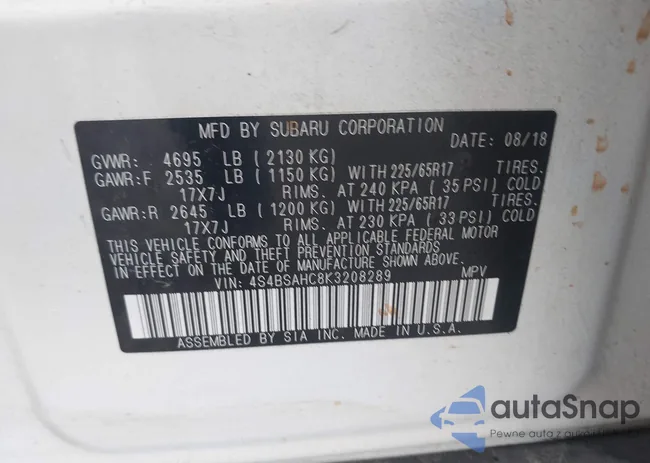 MFD BY SUBARU CORPORATION
DATE: 08/18
GVWR: 4695 LB ( 2130 KG)
GAWR:F 2535 LB ( 1150 KG) WITH 225/65R17 TIRES.
17X7J RIMS. AT 240 KPA ( 35 PSI) COLD
GAWR:R 2645 LB ( 1200 KG) WITH 225/65R17 TIRES.
17X7J RIMS. AT 230 KPA ( 33 PSI) COLD
THIS VEHICLE CONFORMS TO ALL APPLICABLE FEDERAL MOTOR
VEHICLE SAFETY AND THEFT PREVENTION STANDARDS
IN EFFECT ON THE DATE OF MANUFACTURE SHOWN ABOVE.
VIN: 4S4BSAHC8K3208289 MPV
ASSEMBLED BY SIA INC. MADE IN U.S.A.
autaSnap